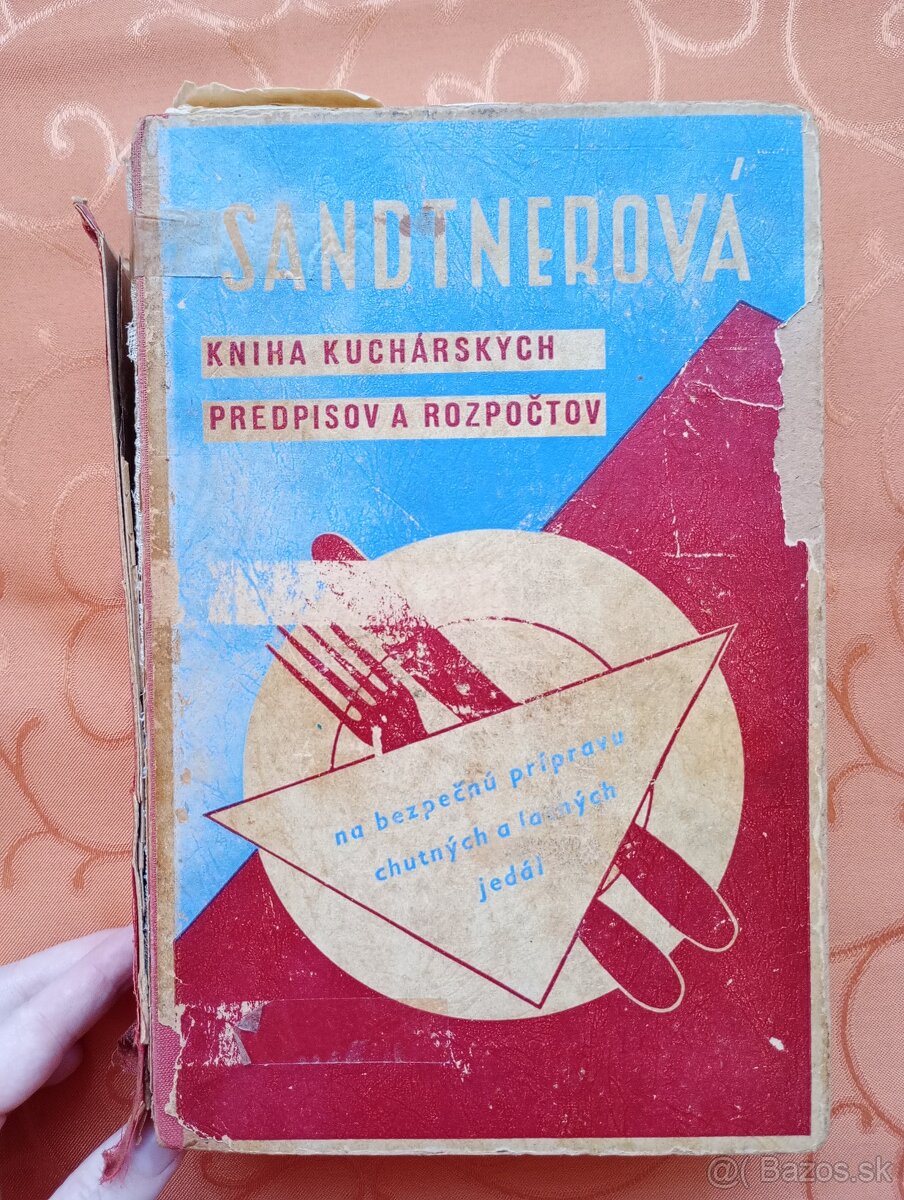 SANDTNEROVÁ
KNIHA KUCHÁRSKYCH
PREDPISOV A ROZPOČTOV
na bezpečnú prípravu
chutných a
jedál
@( Bazos.sk